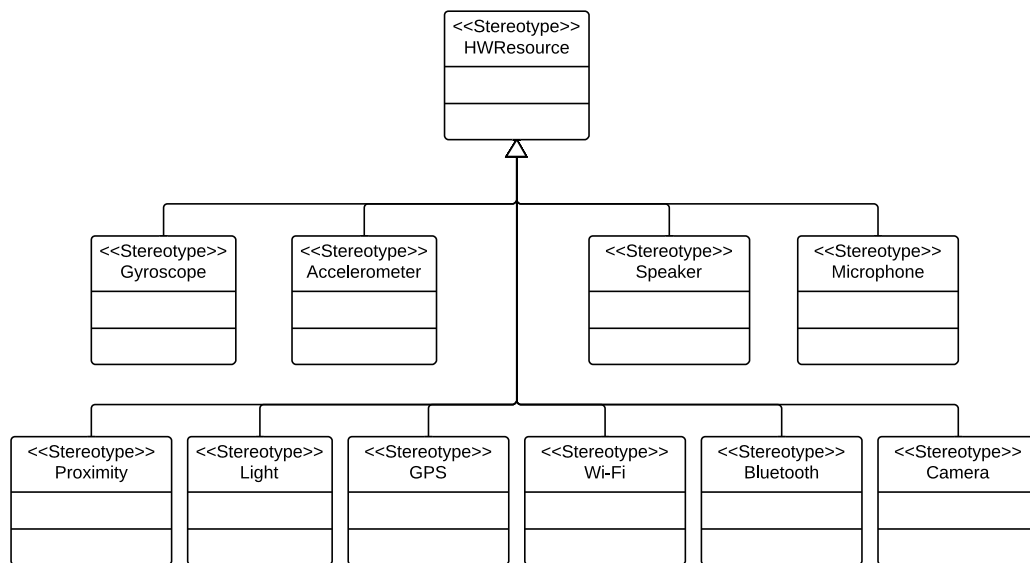 <<Stereotype>>
HWResource
<<Stereotype>>
Gyroscope
<<Stereotype>>
Accelerometer
<<Stereotype>>
Speaker
<<Stereotype>>
Microphone
<<Stereotype>>
Proximity
<<Stereotype>>
Light
<<Stereotype>>
GPS
<<Stereotype>>
Wi-Fi
<<Stereotype>>
Bluetooth
<<Stereotype>>
Camera